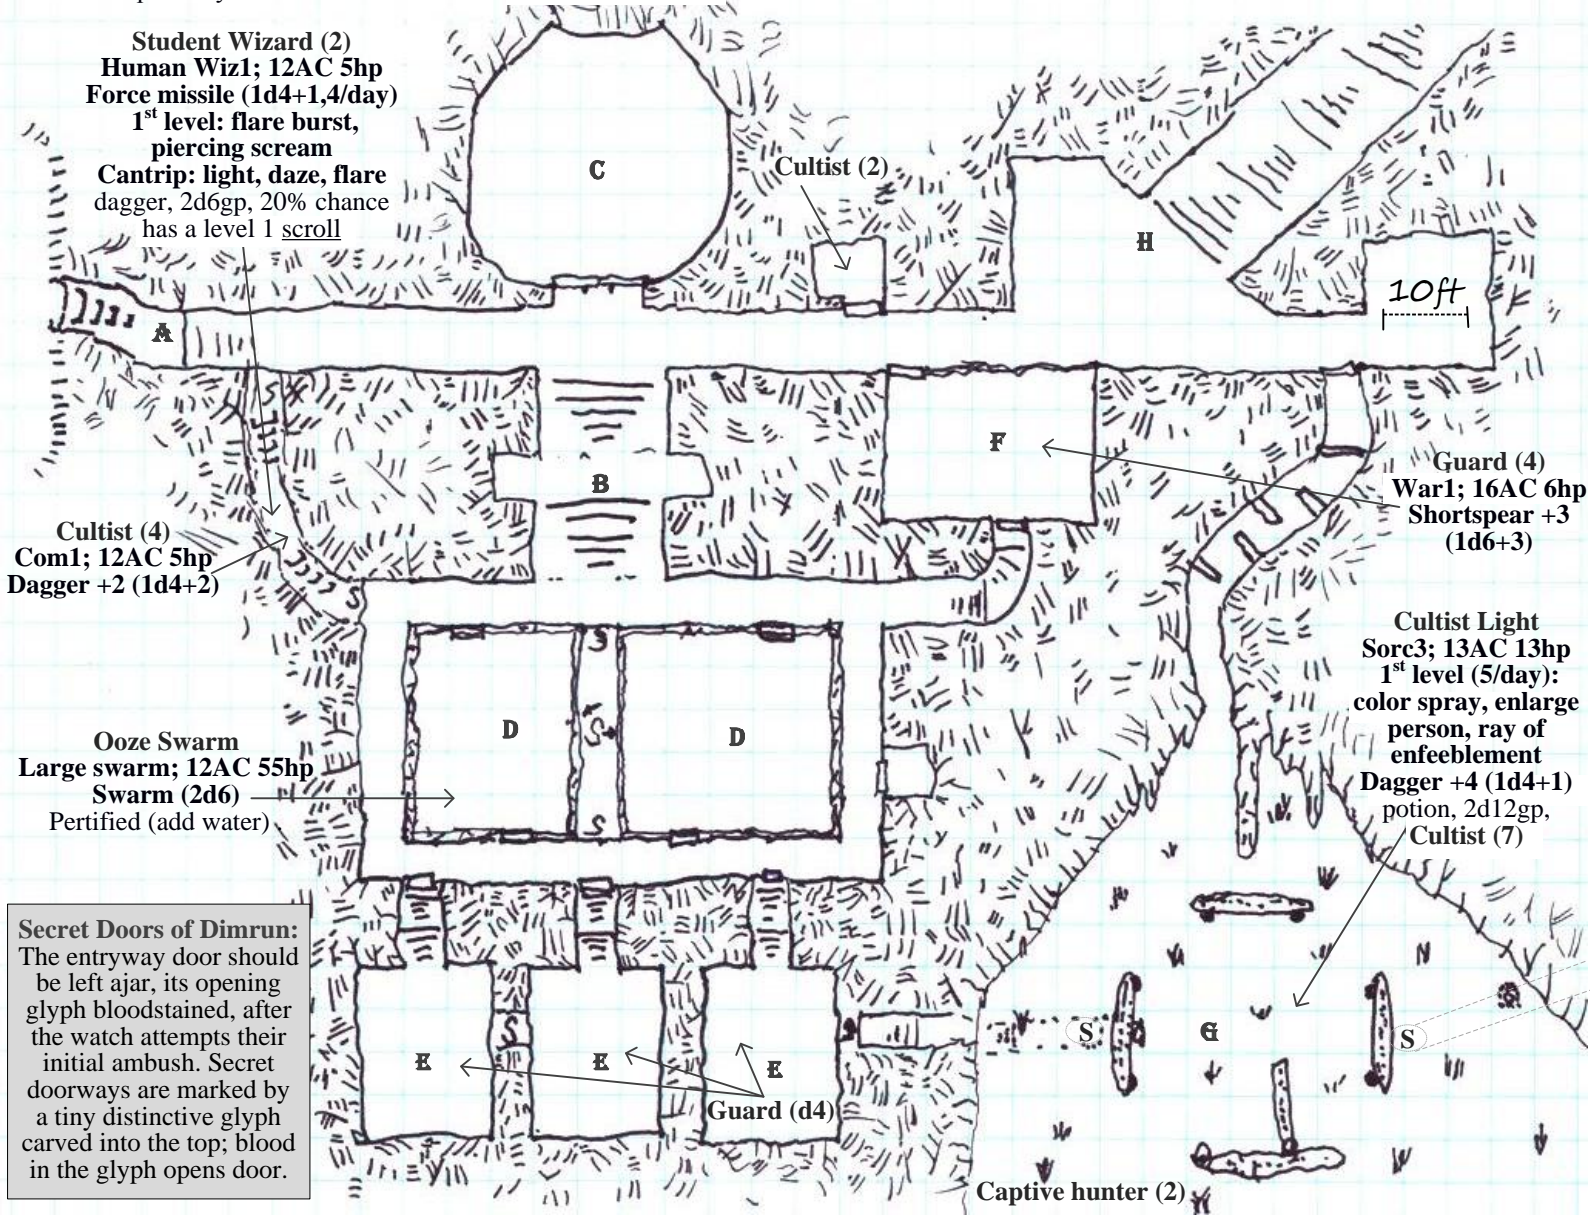 Student Wizard (2)
Human Wiz1; 12AC 5hp
Force missile (1d4+1,4/day)
1st level: flare burst,
piercing scream
Cantrip: light, daze, flare
dagger, 2d6gp, 20% chance
has a level 1 scroll
C
Cultist (2)
H
10ft
A
S
F
B
Guard (4)
War1; 16AC 6hp
Shortspear +3
(1d6+3)
Cultist (4)
Com1; 12AC 5hp
Dagger +2 (1d4+2)
S
S
Cultist Light
Sorc3; 13AC 13hp
1st level (5/day):
color spray, enlarge
person, ray of
enfeeblement
Dagger +4 (1d4+1)
potion, 2d12gp,
Cultist (7)
D
S
D
Ooze Swarm
Large swarm; 12AC 55hp
Swarm (2d6)
Pertified (add water)
S
Secret Doors of Dimrun:
The entryway door should
be left ajar, its opening
glyph bloodstained, after
the watch attempts their
initial ambush. Secret
doorways are marked by
a tiny distinctive glyph
carved into the top; blood
in the glyph opens door.
E
S
E
E
S
G
S
Guard (d4)
Captive hunter (2)